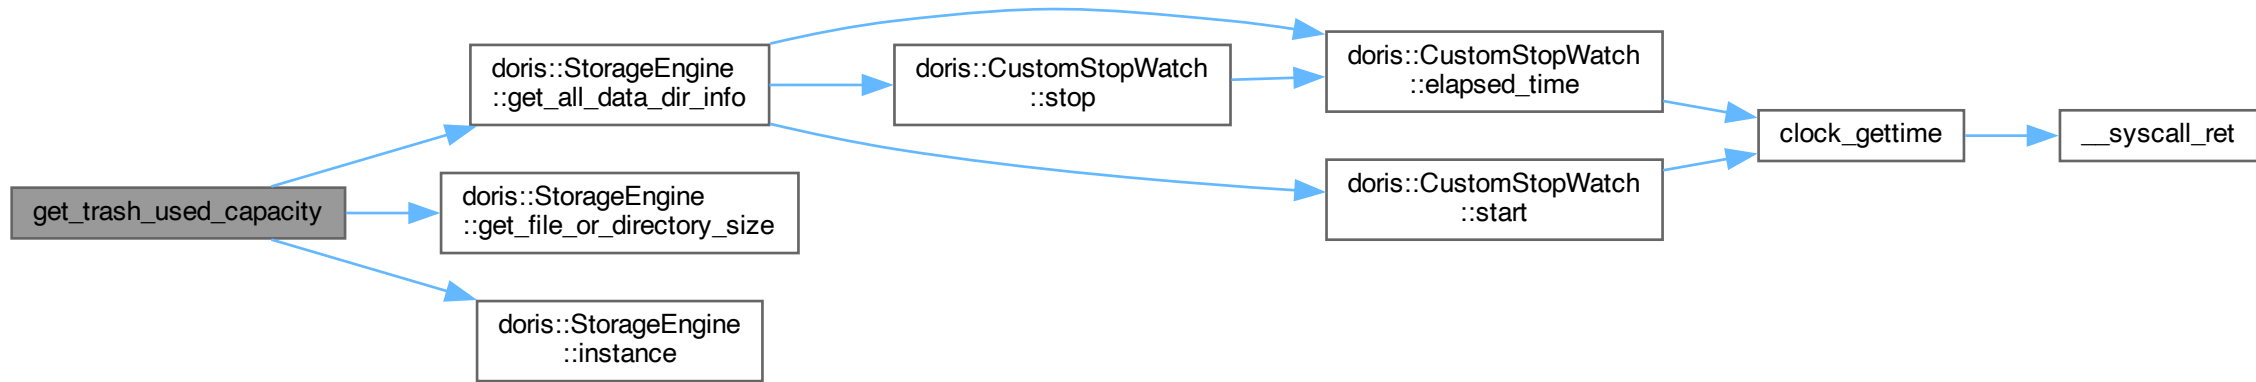 get_trash_used_capacity
doris::StorageEngine
::get_all_data_dir_info
doris::StorageEngine
::get_file_or_directory_size
doris::StorageEngine
::instance
doris::CustomStopWatch
::stop
doris::CustomStopWatch
::elapsed_time
doris::CustomStopWatch
::start
clock_gettime
__syscall_ret